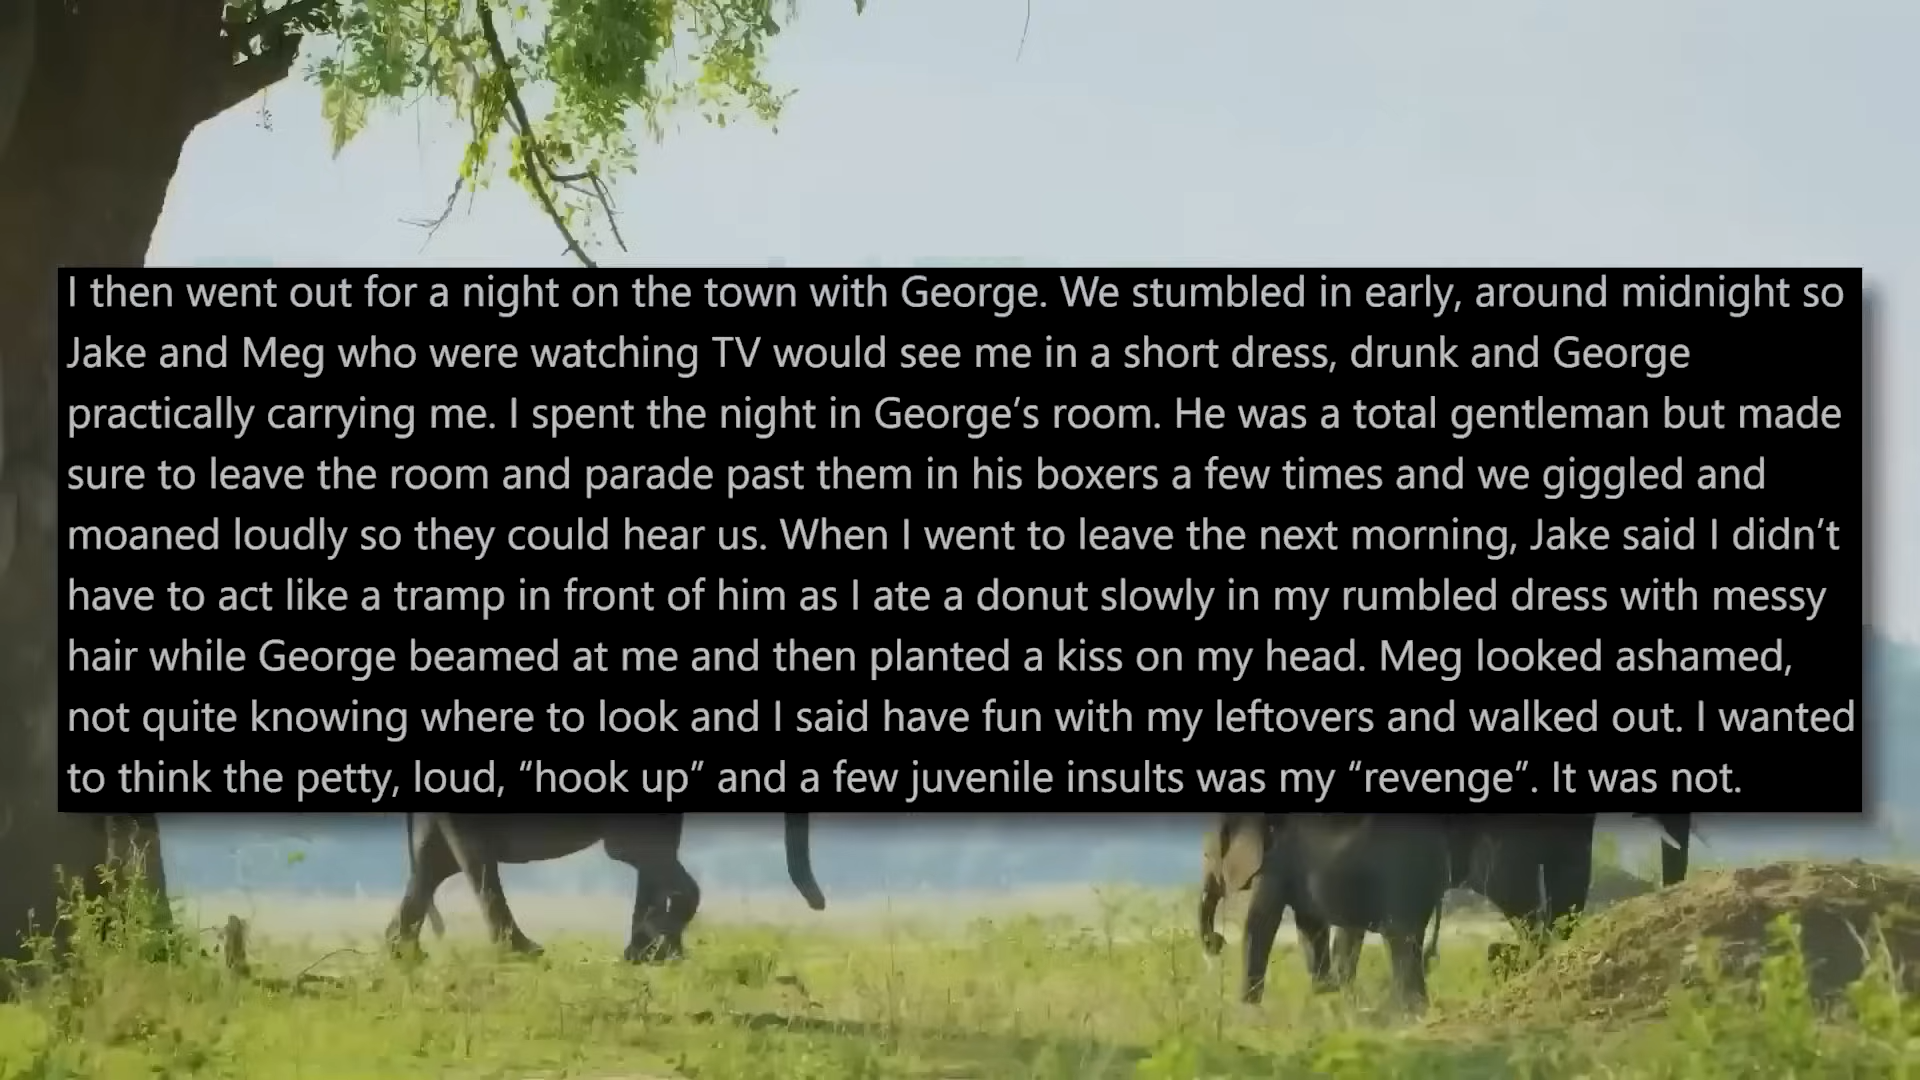 I then went out for a night on the town with George. We stumbled in early, around midnight so
Jake and Meg who were watching TV would see me in a short dress, drunk and George
practically carrying me. I spent the night in George’s room. He was a total gentleman but made
sure to leave the room and parade past them in his boxers a few times and we giggled and
moaned loudly so they could hear us. When I went to leave the next morning, Jake said I didn’t
have to act like a tramp in front of him as I ate a donut slowly in my rumbled dress with messy
hair while George beamed at me and then planted a kiss on my head. Meg looked ashamed,
not quite knowing where to look and I said have fun with my leftovers and walked out. I wanted
to think the petty, loud, “hook up” and a few juvenile insults was my “revenge”. It was not.